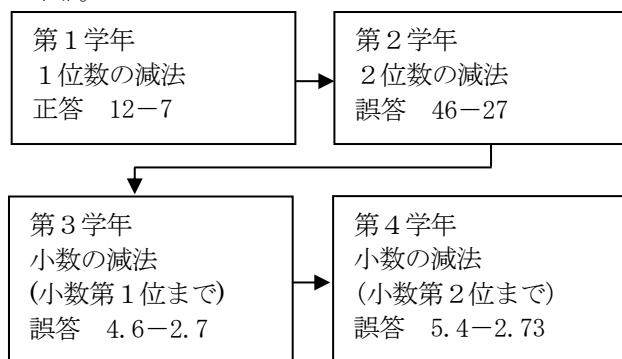 第１学年
１位数の減法
正答　12－7
第２学年
２位数の減法
誤答　46－27
第３学年
小数の減法
(小数第１位まで)
誤答　4.6－2.7
第４学年
小数の減法
（小数第２位まで）
誤答　5.4－2.73